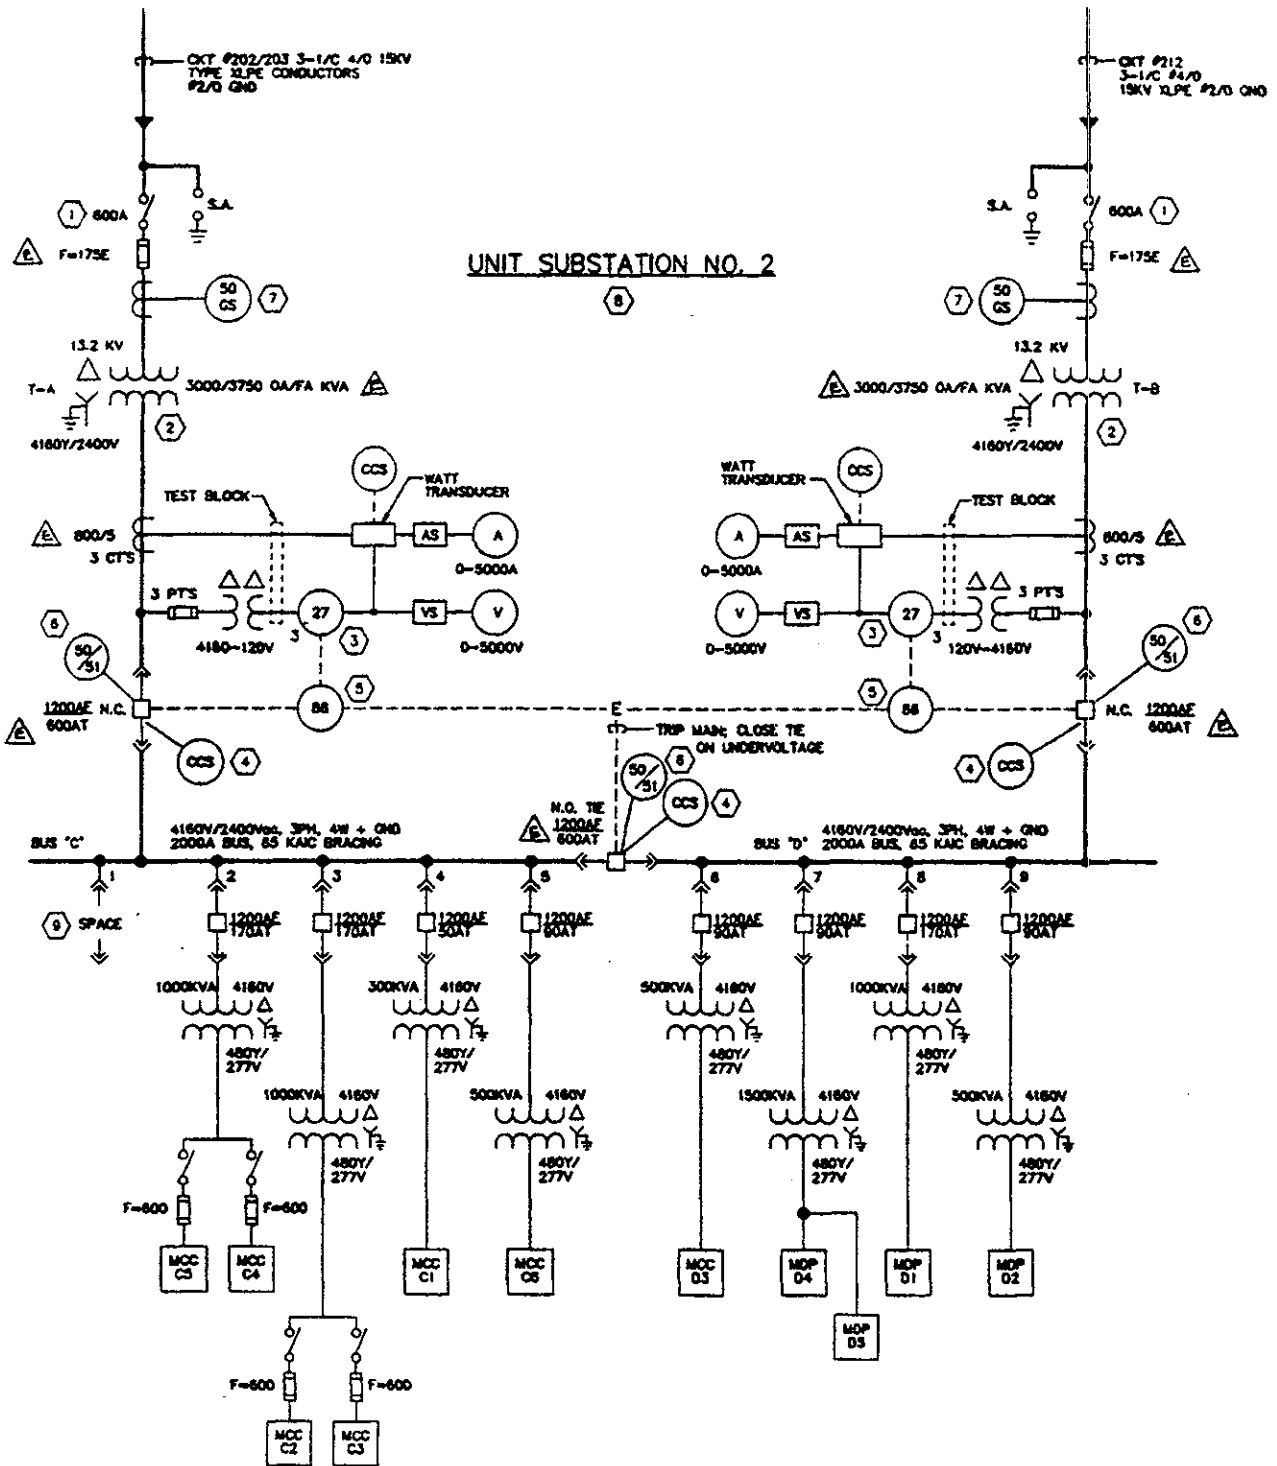 CKT #202/203 3-1/C 4/0 15KV
TYPE XLPE CONDUCTORS
#2/0 GND
CKT #212
3-1/C #4/0
15KV XLPE #2/0 GND
1 600A
S.A.
S.A.
600A 1
E F=175E
F=175E E
UNIT SUBSTATION NO. 2
8
50
GS
7
7
50
GS
13.2 KV
13.2 KV
T-A
3000/3750 OA/FA KVA E
E 3000/3750 OA/FA KVA
T-B
4160Y/2400V
2
4160Y/2400V
2
CCS
WATT
TRANSDUCER
TEST BLOCK
WATT
TRANSDUCER
CCS
TEST BLOCK
E 800/5
3 CT'S
AS
A
0-5000A
A
0-5000A
AS
800/5 E
3 CT'S
3 PT'S
4160-120V
3
27
3
VS
V
0-5000V
V
0-5000V
VS
3
27
3
120V-4160V
3 PT'S
6
50/51
6
50/51
1200AF
600AT
N.C.
E
5
86
E
5
86
N.C.
1200AF
600AT
E
CCS
4
TRIP MAIN; CLOSE TIE
ON UNDERVOLTAGE
4
CCS
50/51
6
CCS
4
N.O. TIE
E 1200AF
600AT
BUS "C"
4160V/2400Vac, 3PH, 4W + GND
2000A BUS, 65 KAIC BRACING
BUS "D"
4160V/2400Vac, 3PH, 4W + GND
2000A BUS, 65 KAIC BRACING
1 2 3 4 5 6 7 8 9
9 SPACE
1200AF
170AT
1200AF
170AT
1200AF
50AT
1200AF
90AT
1200AF
90AT
1200AF
90AT
1200AF
170AT
1200AF
90AT
1000KVA 4160V
480Y/
277V
300KVA 4160V
480Y/
277V
500KVA 4160V
480Y/
277V
1000KVA 4160V
480Y/
277V
1000KVA 4160V
480Y/
277V
500KVA 4160V
480Y/
277V
1500KVA 4160V
480Y/
277V
500KVA 4160V
480Y/
277V
F=600
F=600
MCC
C5
MCC
C4
MCC
C1
MCC
C6
MCC
D3
MDP
D4
MDP
D1
MDP
D2
MDP
D5
F=600
F=600
MCC
C2
MCC
C3